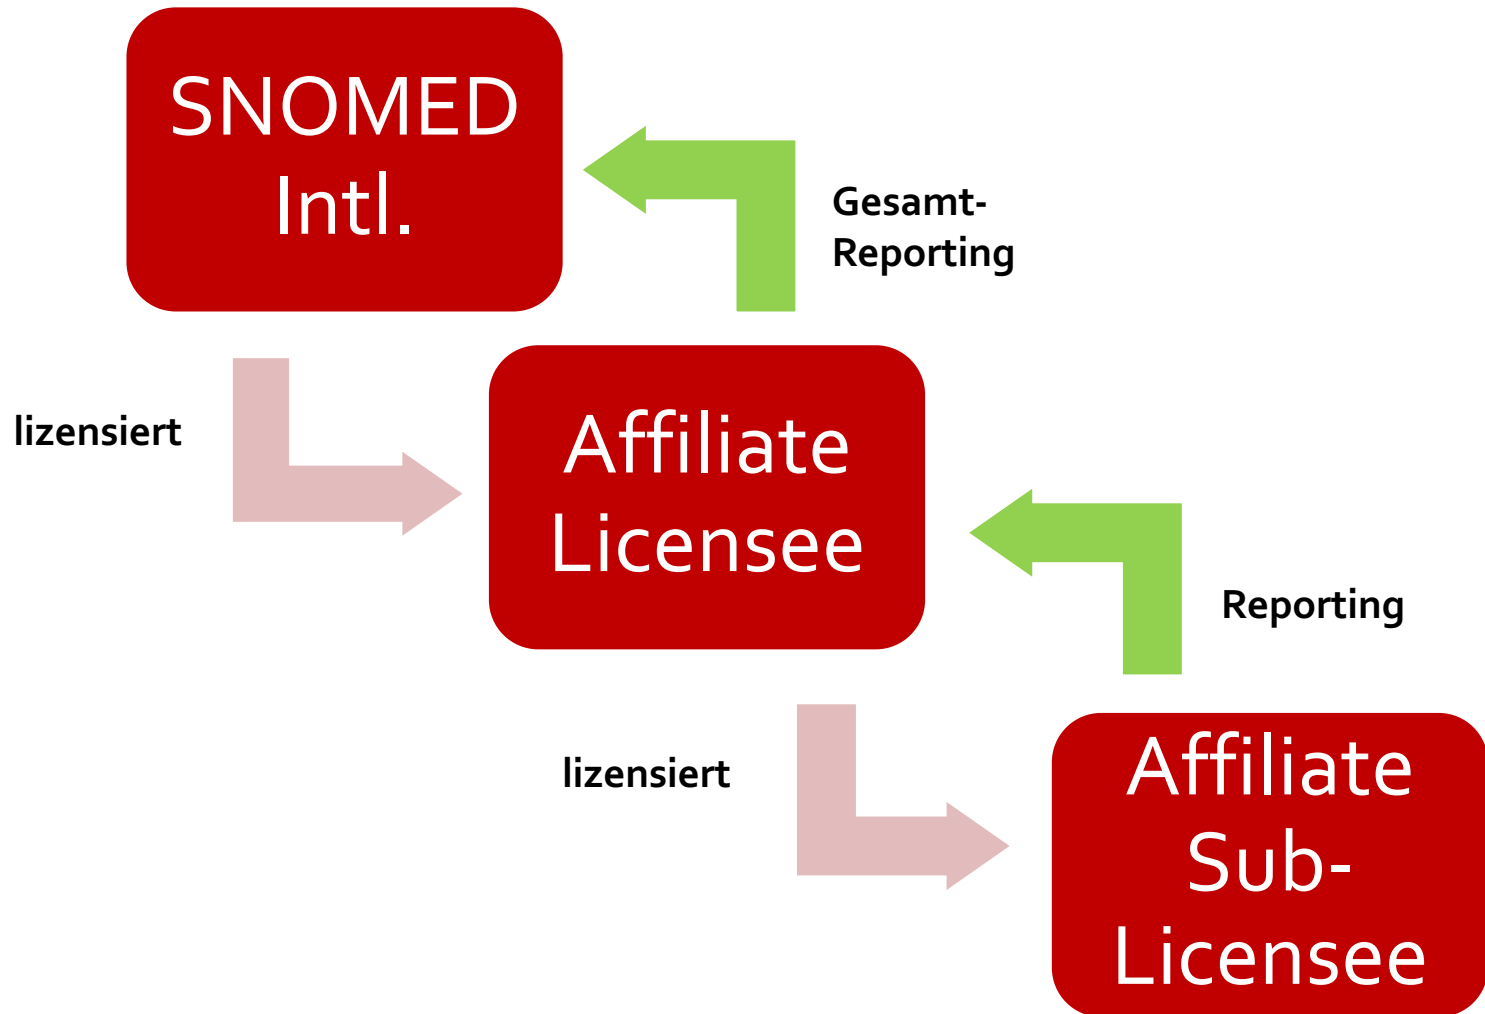 SNOMED
Intl.
Gesamt-
Reporting
lizensiert
Affiliate
Licensee
Reporting
lizensiert
Affiliate
Sub-
Licensee